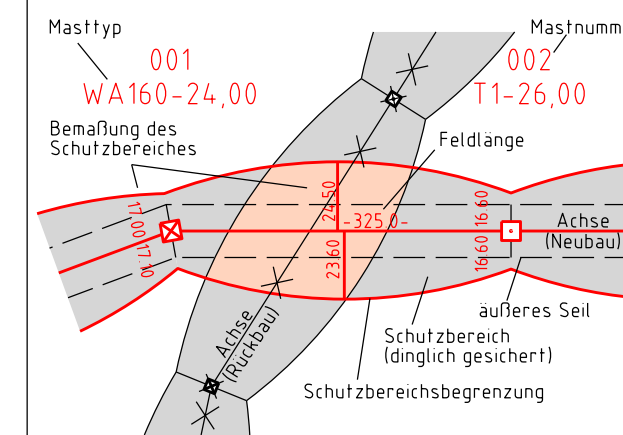 Masttyp
Mastnumm
001
002
WA160-24,00
T1-26,00
Bemaßung des
Schutzbereiches
Feldlänge
24.50
17.00
17.10
-325.0-
16.60
16.60
23.60
Achse
(Neubau)
äußeres Seil
Achse
(Rückbau)
Schutzbereich
(dinglich gesichert)
Schutzbereichsbegrenzung